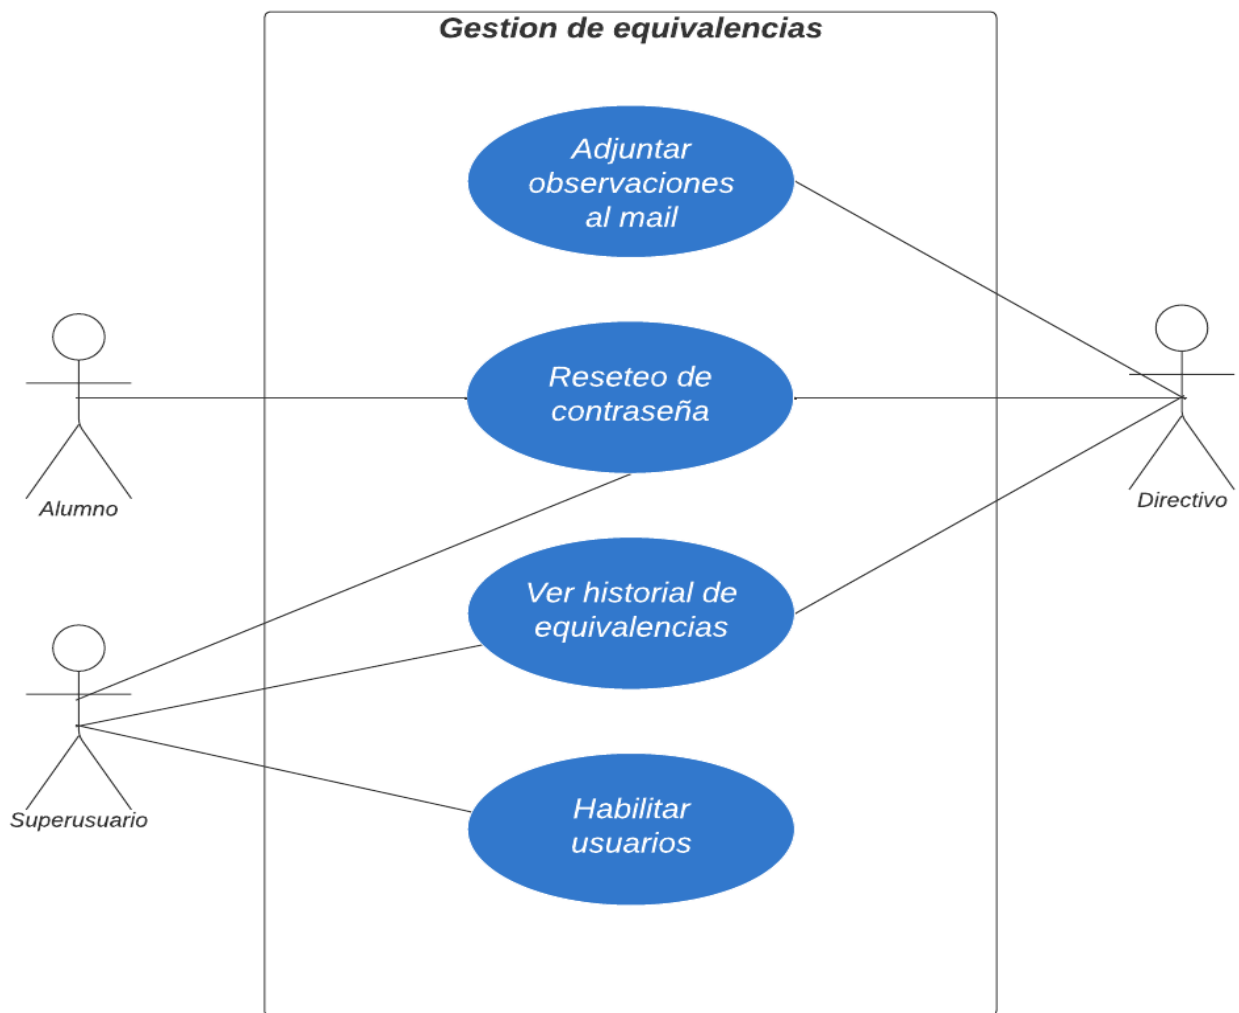 Gestion de equivalencias
Adjuntar
observaciones
al mail
Reseteo de
contraseña
Alumno
Directivo
Ver historial de
equivalencias
Superusuario
Habilitar
usuarios